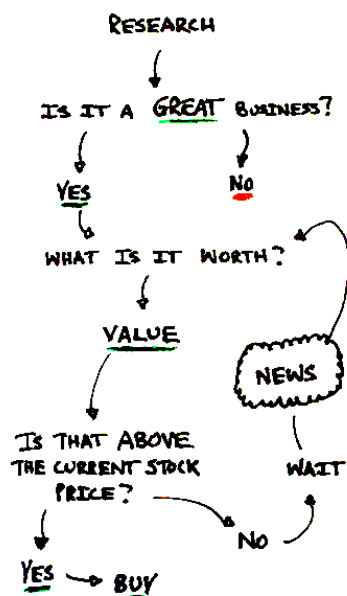 RESEARCH
IS IT A GREAT BUSINESS?
YES
NO
WHAT IS IT WORTH?
VALUE
NEWS
IS THAT ABOVE
THE CURRENT STOCK
PRICE?
WAIT
NO
YES
BUY